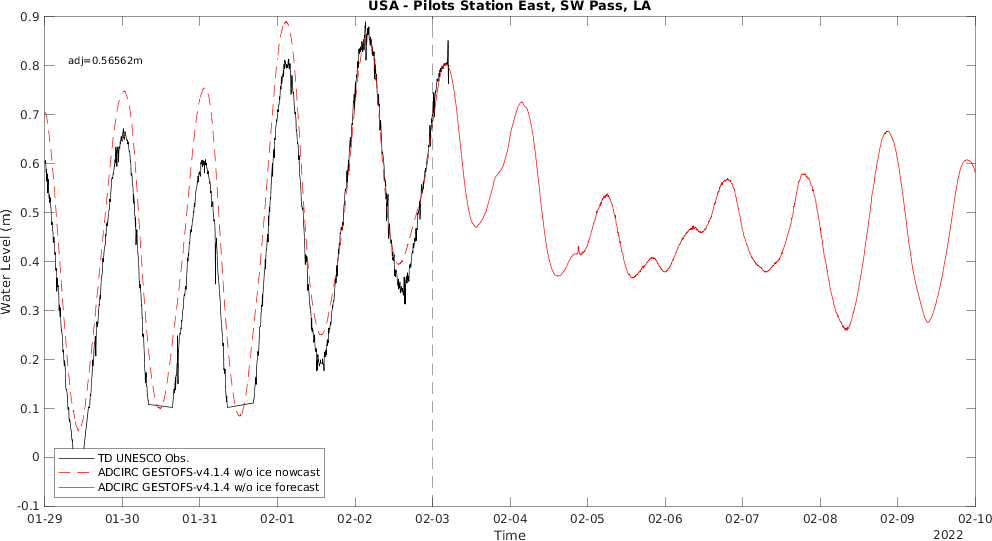 USA - Pilots Station East, SW Pass, LA
0.9
adj=0.56562m
0.8
0.7
0.6
0.5
0.4
0.3
0.2
0.1
0
-0.1
Water Level (m)
TD UNESCO Obs.
ADCIRC GESTOFS-v4.1.4 w/o ice nowcast
ADCIRC GESTOFS-v4.1.4 w/o ice forecast
01-29 01-30 01-31 02-01 02-02 02-03 02-04 02-05 02-06 02-07 02-08 02-09 02-10
Time
2022